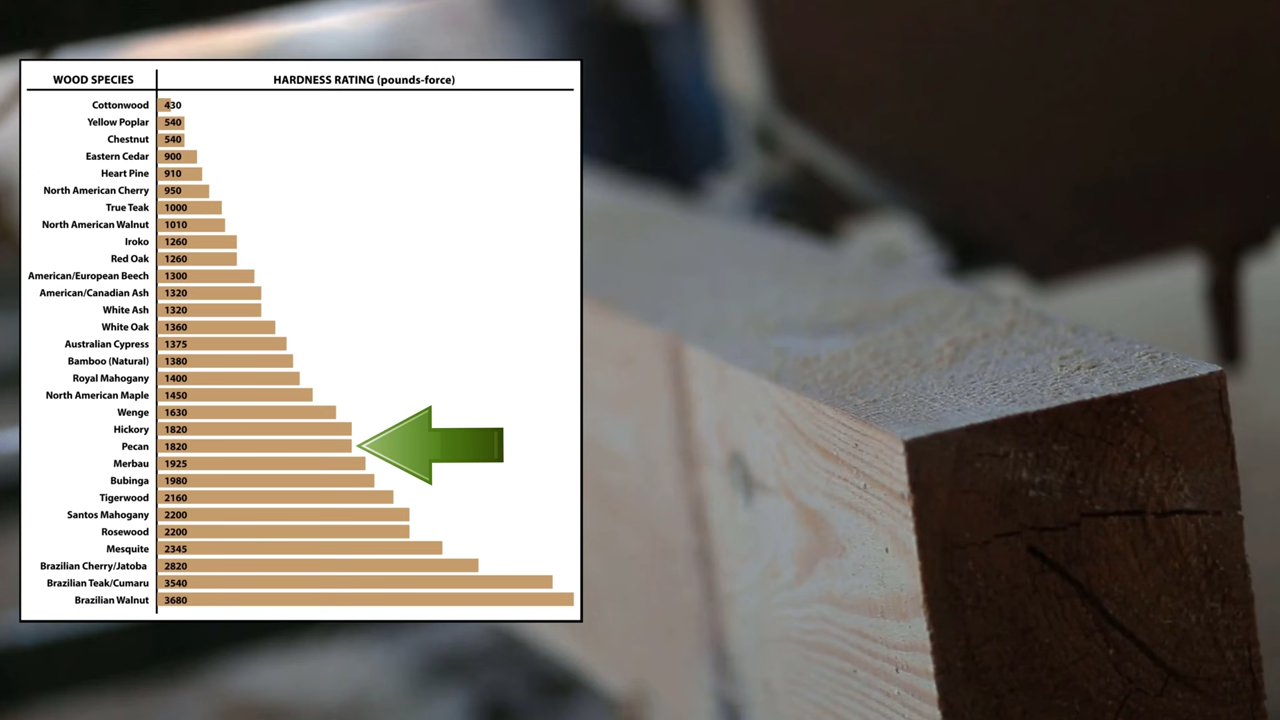 WOOD SPECIES HARDNESS RATING (pounds-force)
Cottonwood 430
Yellow Poplar 540
Chestnut 540
Eastern Cedar 900
Heart Pine 910
North American Cherry 950
True Teak 1000
North American Walnut 1010
Iroko 1260
Red Oak 1260
American/European Beech 1300
American/Canadian Ash 1320
White Ash 1320
White Oak 1360
Australian Cypress 1375
Bamboo (Natural) 1380
Royal Mahogany 1400
North American Maple 1450
Wenge 1630
Hickory 1820
Pecan 1820
Merbau 1925
Bubinga 1980
Tigerwood 2160
Santos Mahogany 2200
Rosewood 2200
Mesquite 2345
Brazilian Cherry/Jatoba 2820
Brazilian Teak/Cumaru 3540
Brazilian Walnut 3680